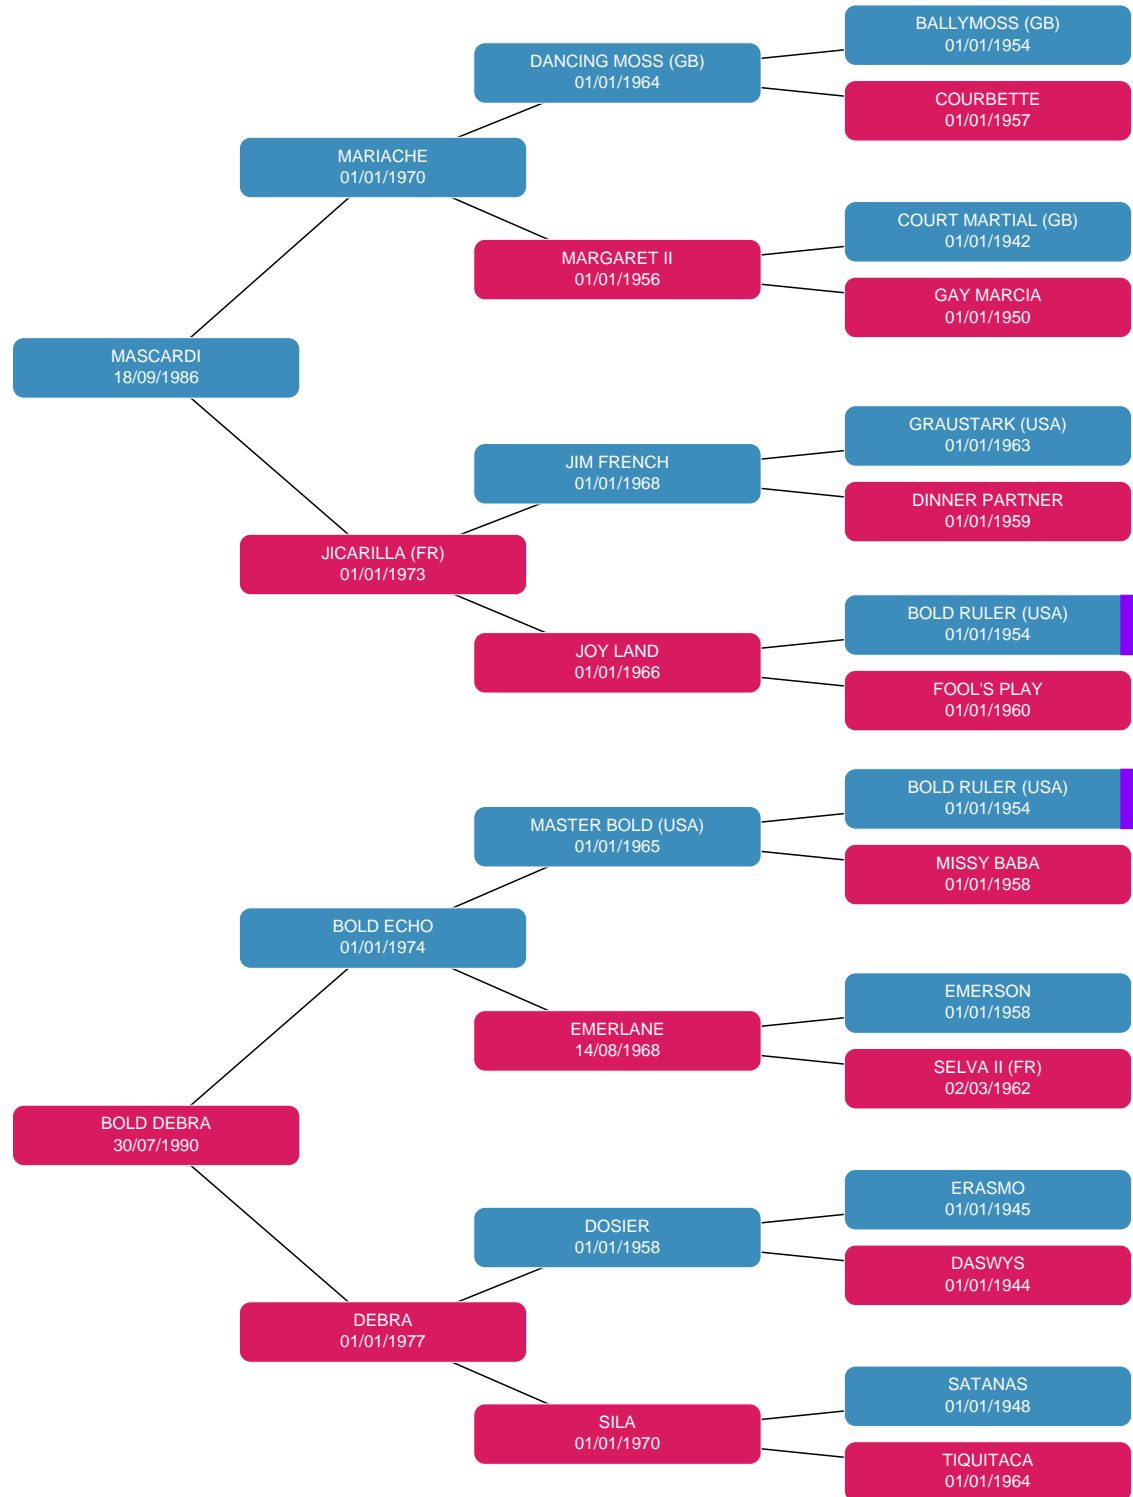 BALLYMOSS (GB)
01/01/1954
DANCING MOSS (GB)
01/01/1964
COURBETTE
01/01/1957
MARIACHE
01/01/1970
COURT MARTIAL (GB)
01/01/1942
MARGARET II
01/01/1956
GAY MARCIA
01/01/1950
MASCARDI
18/09/1986
GRAUSTARK (USA)
01/01/1963
JIM FRENCH
01/01/1968
DINNER PARTNER
01/01/1959
JICARILLA (FR)
01/01/1973
BOLD RULER (USA)
01/01/1954
JOY LAND
01/01/1966
FOOL'S PLAY
01/01/1960
BOLD RULER (USA)
01/01/1954
MASTER BOLD (USA)
01/01/1965
MISSY BABA
01/01/1958
BOLD ECHO
01/01/1974
EMERSON
01/01/1958
EMERLANE
14/08/1968
SELVA II (FR)
02/03/1962
BOLD DEBRA
30/07/1990
ERASMO
01/01/1945
DOSIER
01/01/1958
DASWYS
01/01/1944
DEBRA
01/01/1977
SATANAS
01/01/1948
SILA
01/01/1970
TIQUITACA
01/01/1964